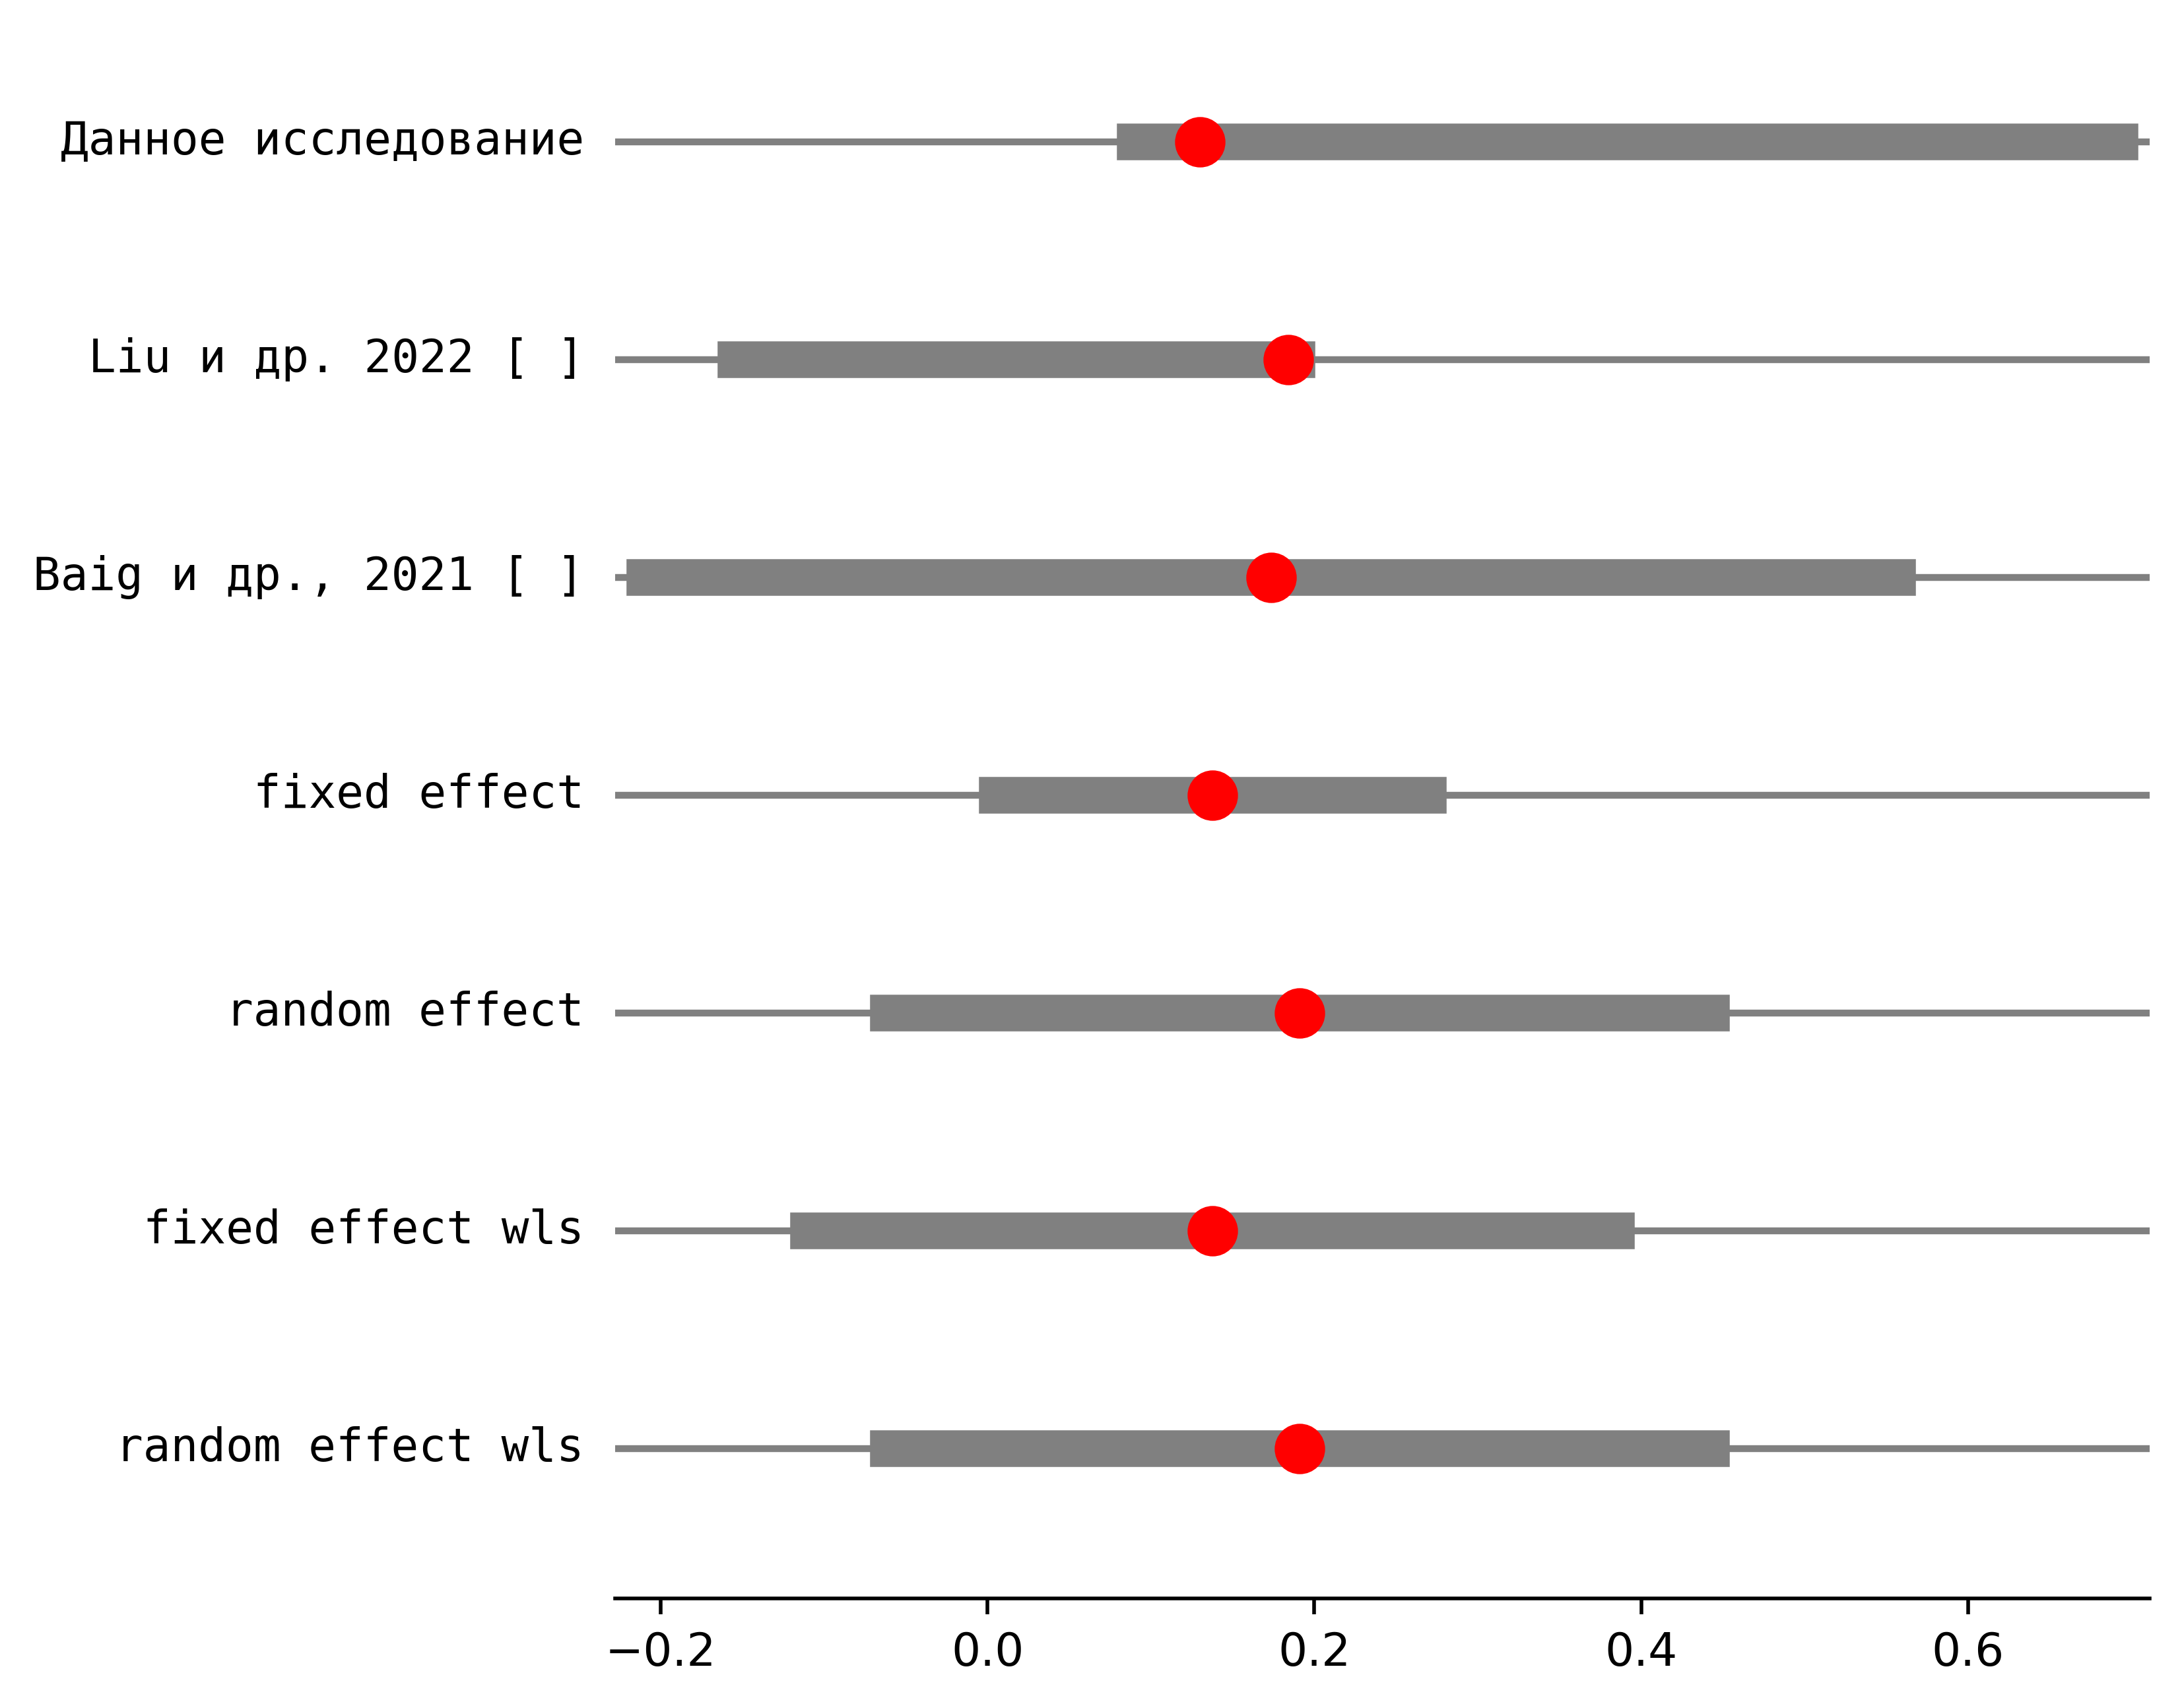 Данное исследование
Liu и др. 2022 [ ]
Baig и др., 2021 [ ]
fixed effect
random effect
fixed effect wls
random effect wls
−0.2 0.0 0.2 0.4 0.6